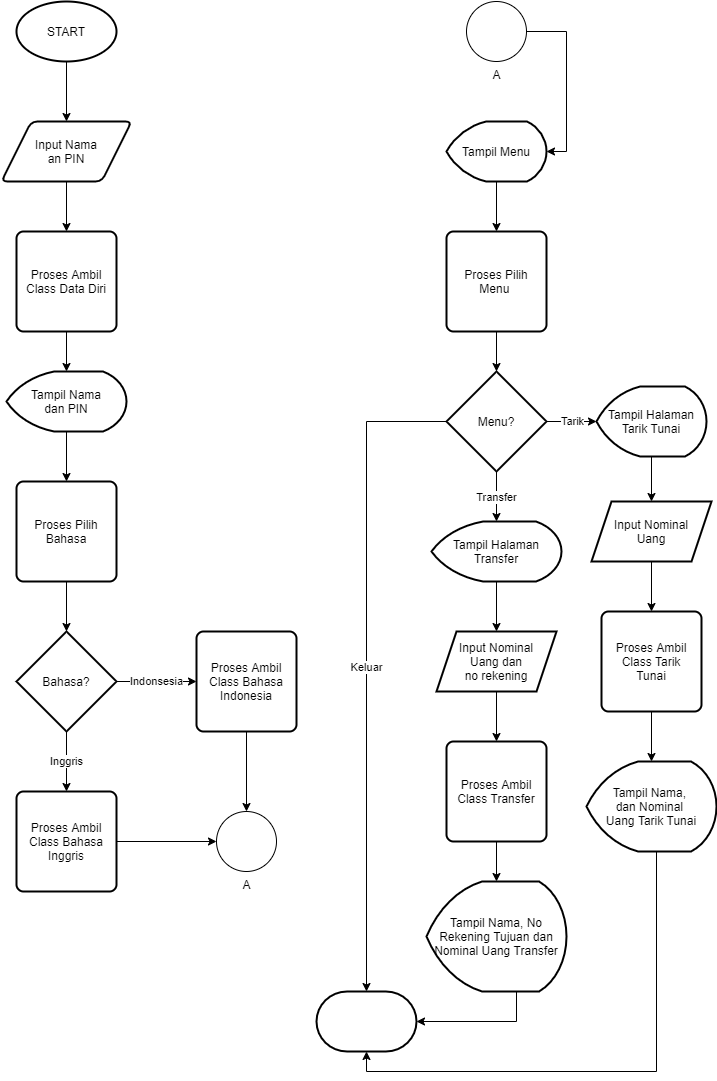 START
Input Nama
an PIN
Proses Ambil
Class Data Diri
Tampil Nama
dan PIN
Proses Pilih
Bahasa
Bahasa?
Indonsesia
Proses Ambil
Class Bahasa
Indonesia
Inggris
Proses Ambil
Class Bahasa
Inggris
A
A
Tampil Menu
Proses Pilih
Menu
Menu?
Tarik
Tampil Halaman
Tarik Tunai
Transfer
Tampil Halaman
Transfer
Input Nominal
Uang
Keluar
Input Nominal
Uang dan
no rekening
Proses Ambil
Class Tarik
Tunai
Proses Ambil
Class Transfer
Tampil Nama,
dan Nominal
Uang Tarik Tunai
Tampil Nama, No
Rekening Tujuan dan
Nominal Uang Transfer